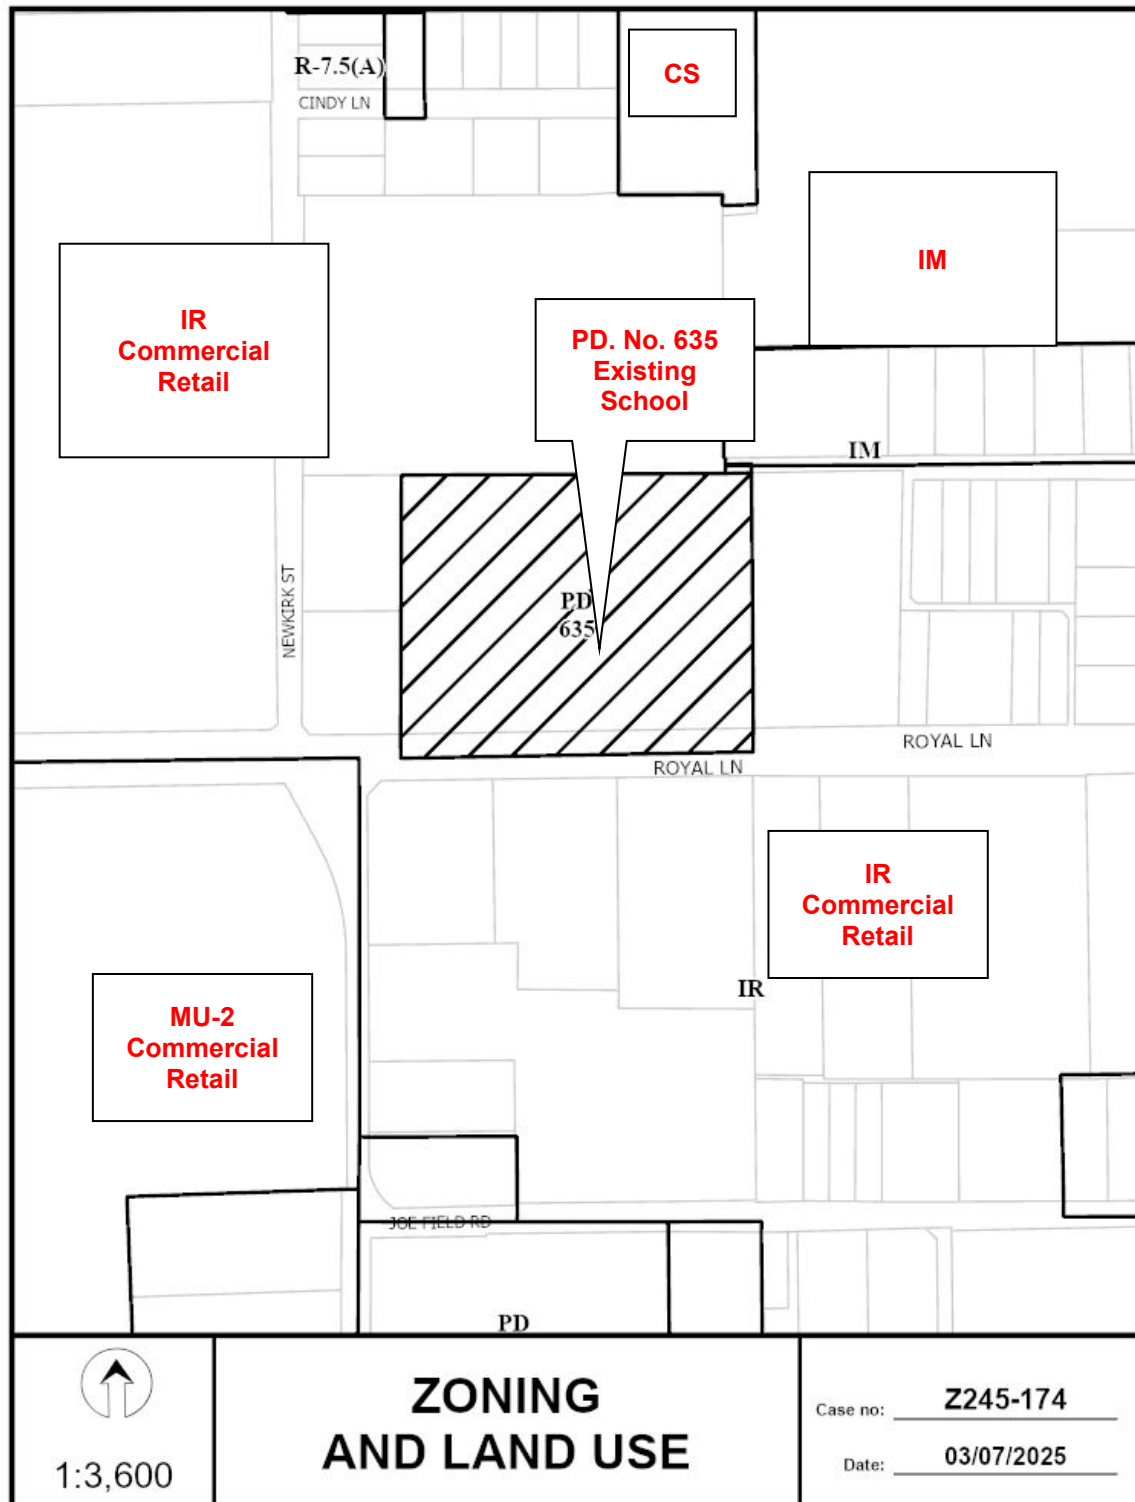 R-7.5(A)
CINDY LN
CS
IM
IR
Commercial
Retail
PD. No. 635
Existing
School
IM
NEWKIRK ST
PD
635
ROYAL LN
ROYAL LN
IR
Commercial
Retail
IR
MU-2
Commercial
Retail
JOE FIELD RD
PD
1:3,600
ZONING
AND LAND USE
Case no: Z245-174
Date: 03/07/2025